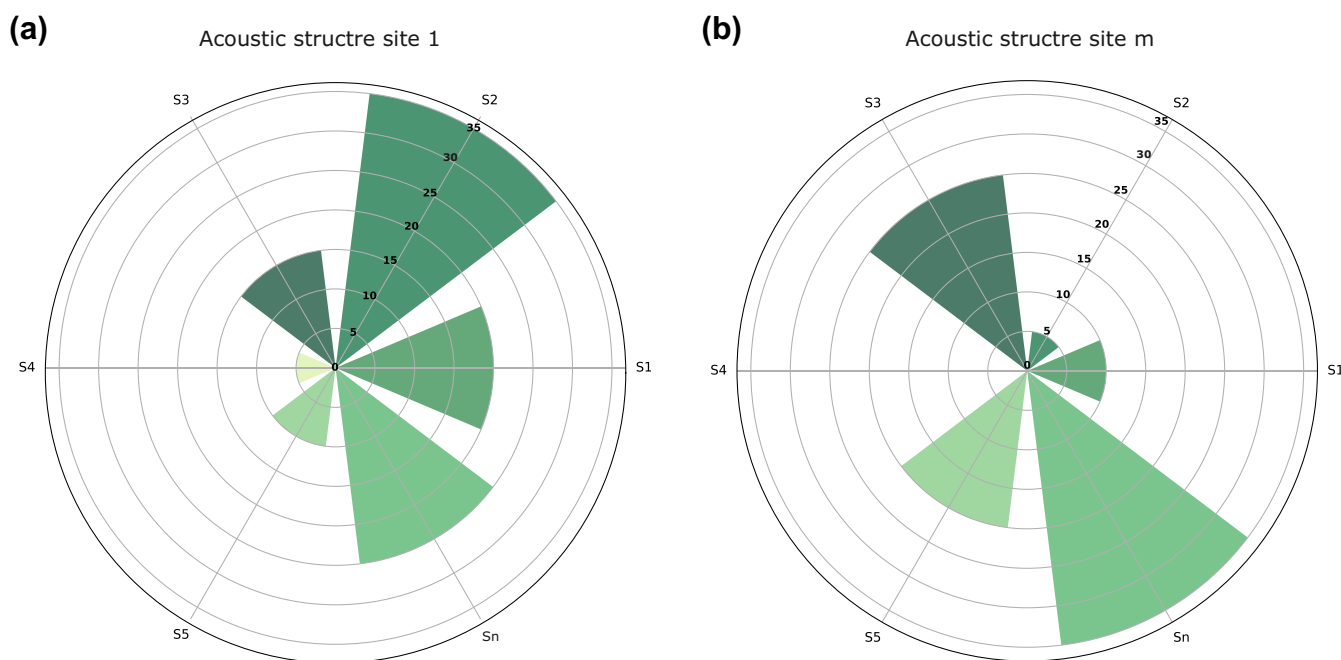 (a)
Acoustic structre site 1
S3
S2
35
30
25
20
15
10
5
0
S4
S1
S5
Sn
(b)
Acoustic structre site m
S3
S2
35
30
25
20
15
10
5
0
S4
S1
S5
Sn